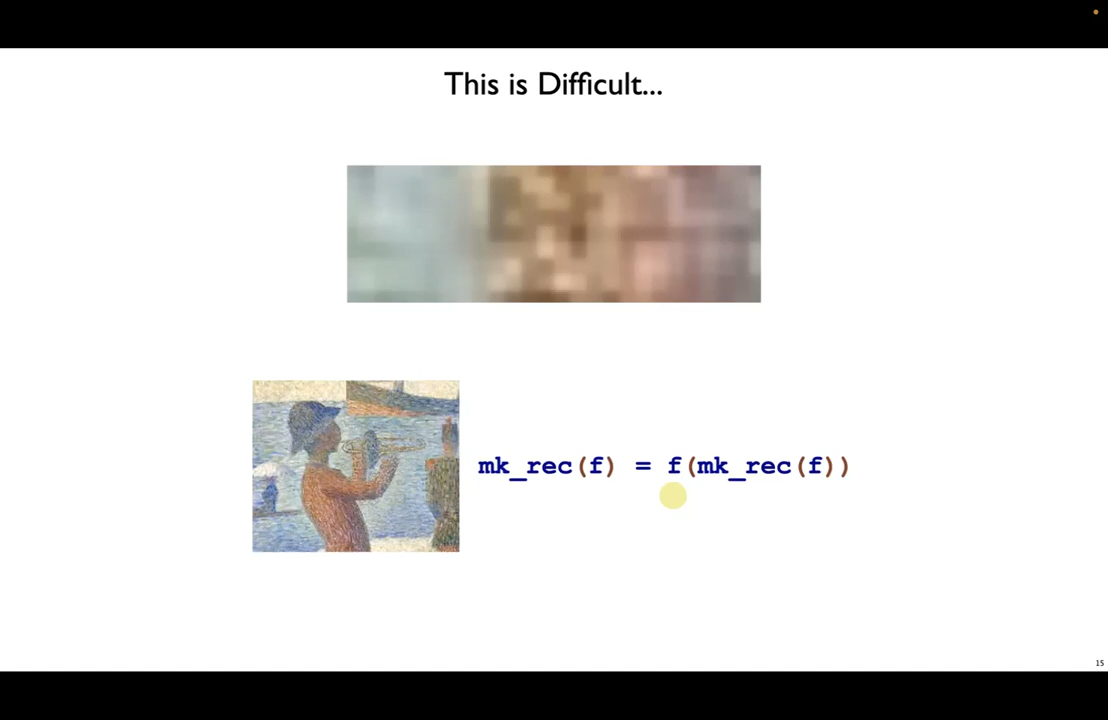 This is Difficult...
mk_rec(f) = f(mk_rec(f))
15